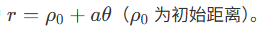 · r = ρ₀ + aθ（ρ₀ 为初始距离）。